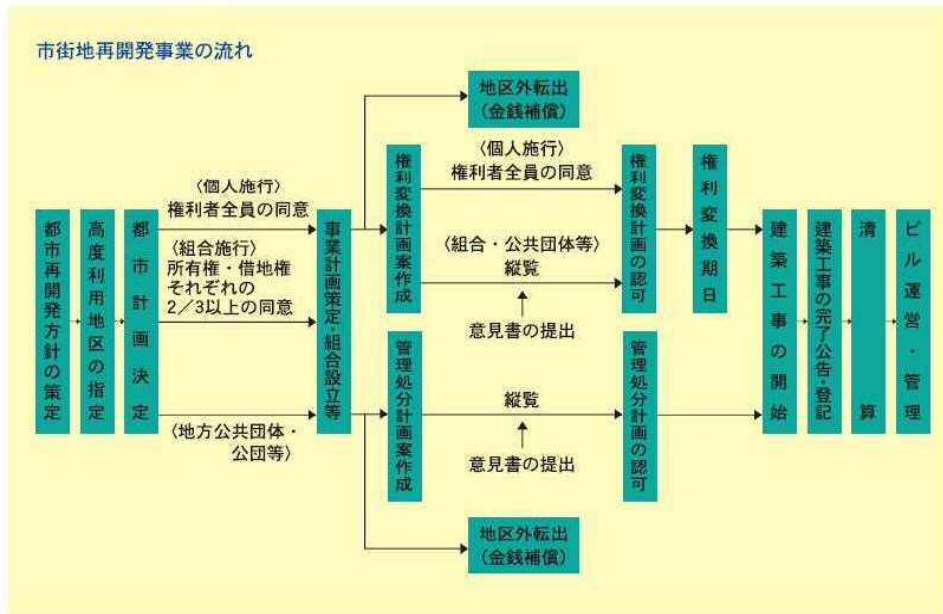 市街地再開発事業の流れ
都市再開発方針の策定
高度利用地区の指定
都市計画決定
〈個人施行〉
権利者全員の同意
〈組合施行〉
所有権・借地権
それぞれの
2/3以上の同意
〈地方公共団体・
公団等〉
事業計画策定・組合設立等
地区外転出
(金銭補償)
権利変換計画案作成
〈個人施行〉
権利者全員の同意
〈組合・公共団体等〉
縦覧
意見書の提出
権利変換計画の認可
権利変換期日
管理処分計画案作成
縦覧
意見書の提出
管理処分計画の認可
地区外転出
(金銭補償)
建築工事の開始
建築工事の完了公告・登記
清算
ビル運営・管理